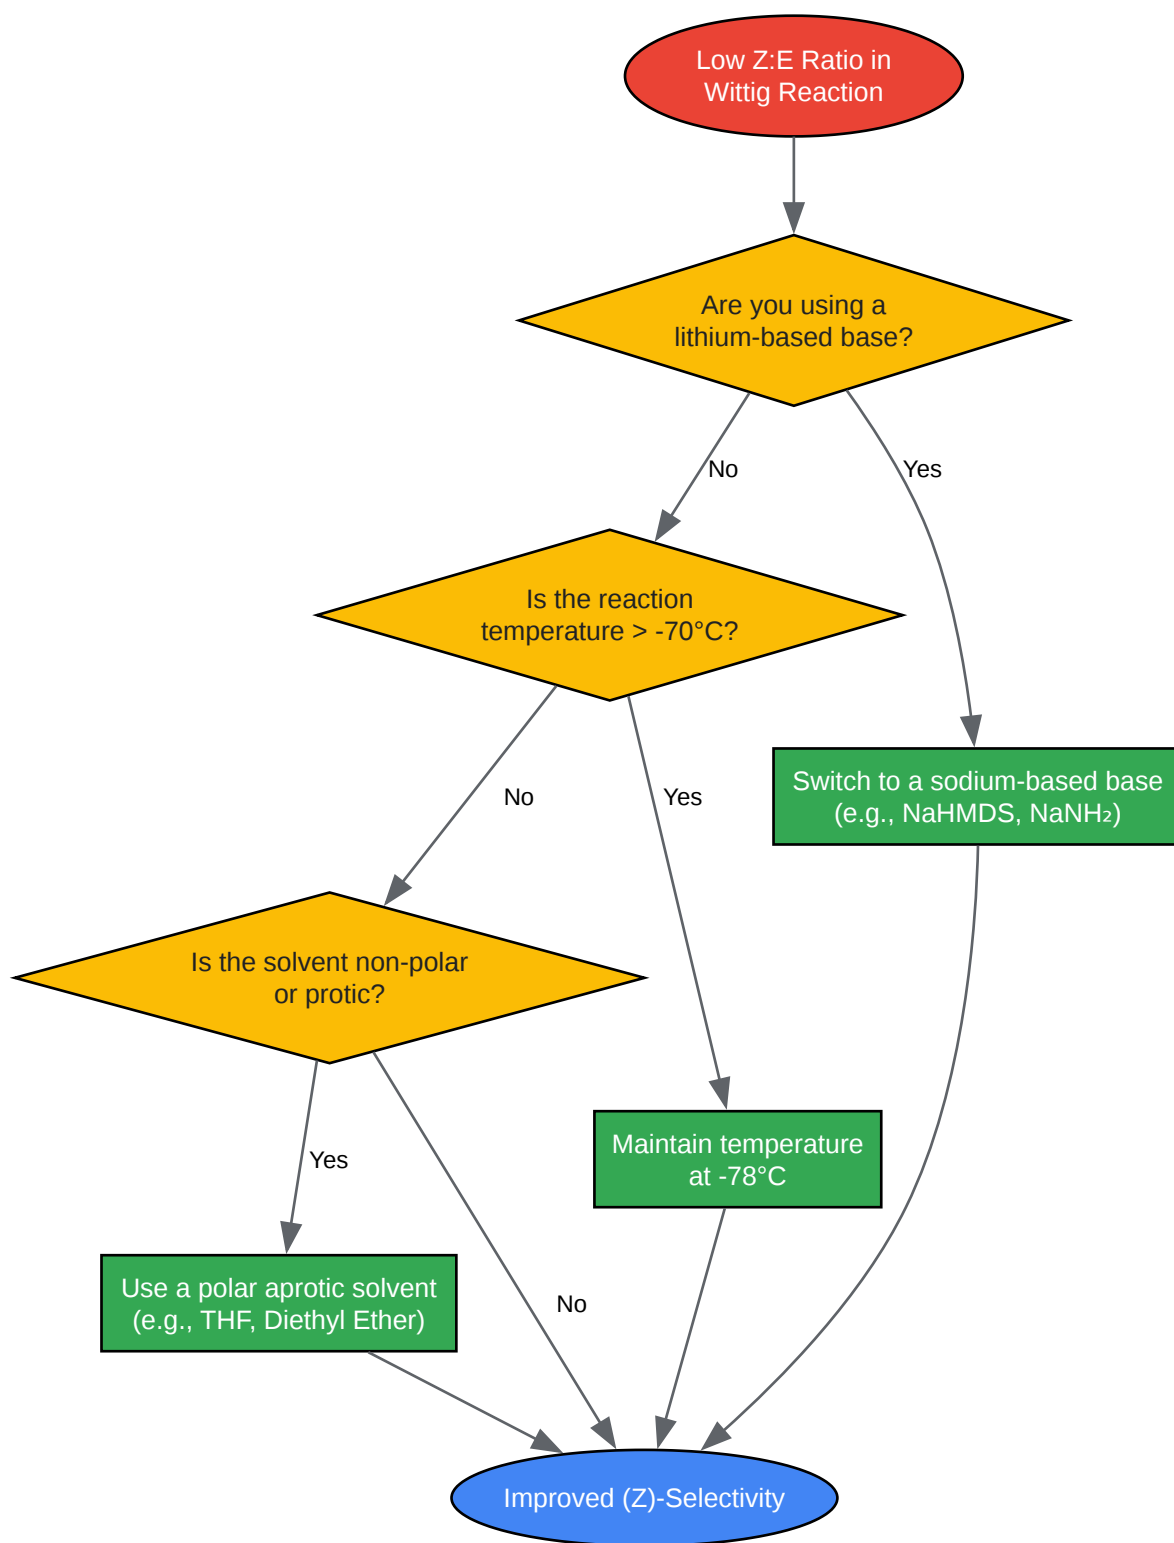 Low Z:E Ratio in
Wittig Reaction
Are you using a
lithium-based base?
No
Yes
Is the reaction
temperature > -70°C?
No
Yes
Switch to a sodium-based base
(e.g., NaHMDS, NaNH₂)
Is the solvent non-polar
or protic?
Yes
No
Maintain temperature
at -78°C
Use a polar aprotic solvent
(e.g., THF, Diethyl Ether)
Improved (Z)-Selectivity